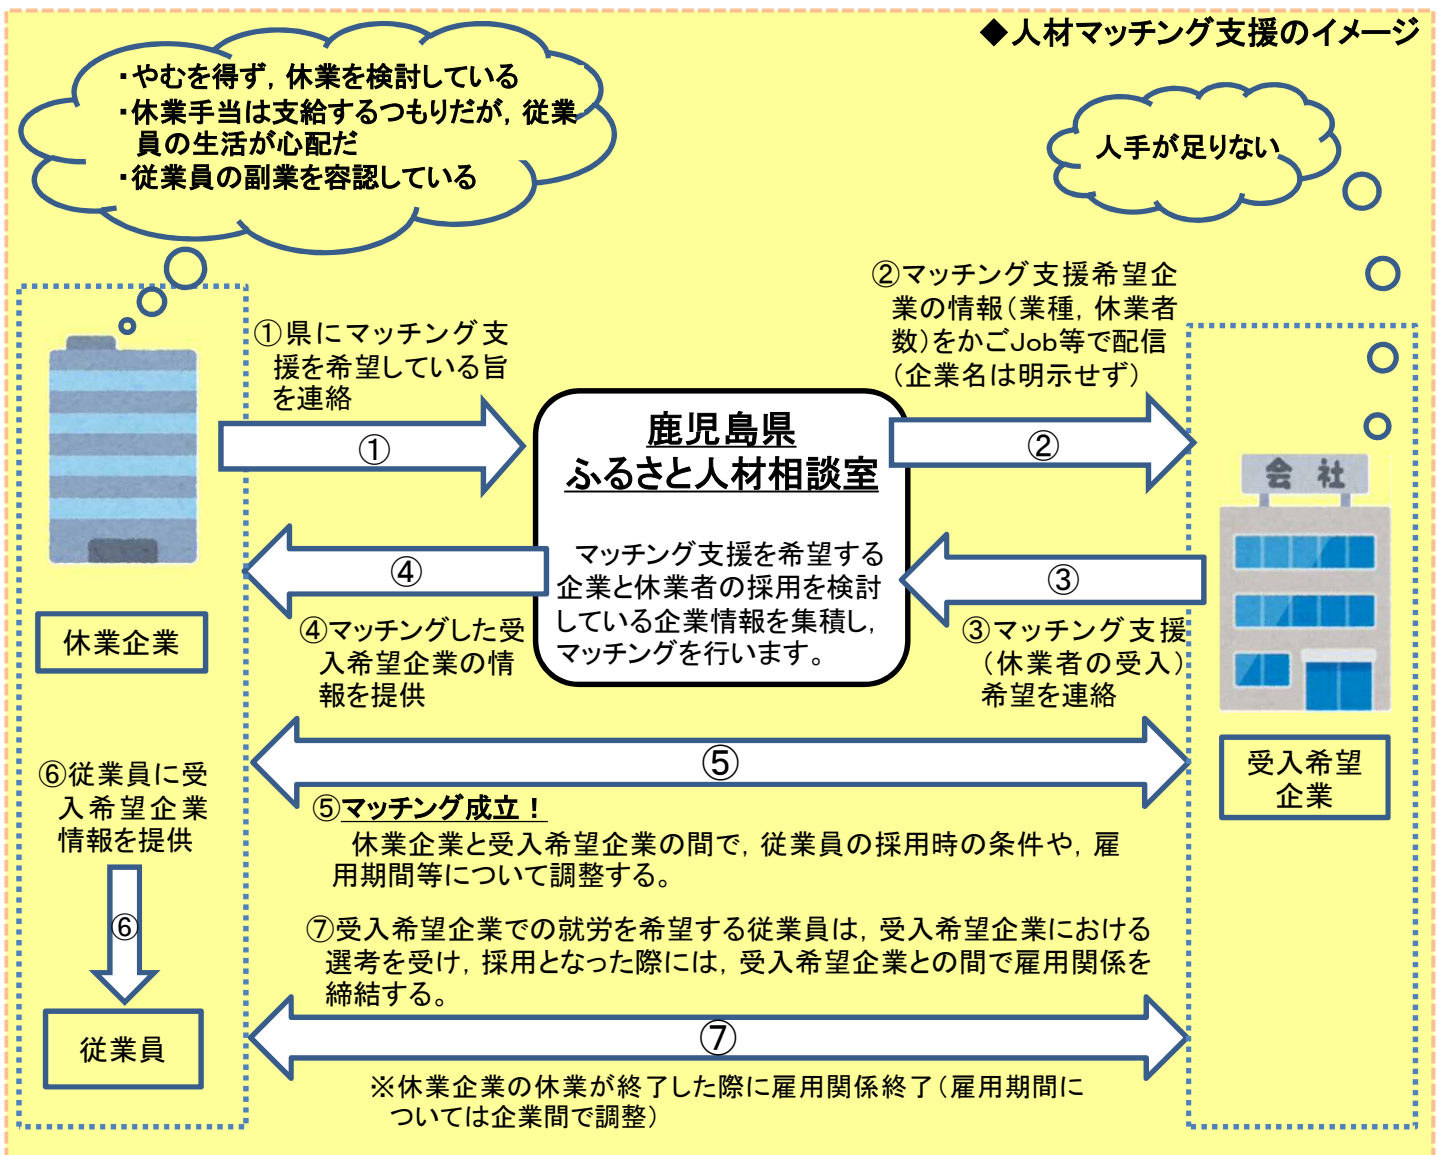 ◆人材マッチング支援のイメージ
・やむを得ず，休業を検討している
・休業手当は支給するつもりだが，従業
員の生活が心配だ
・従業員の副業を容認している
人手が足りない
①県にマッチング支
援を希望している旨
を連絡
①
②マッチング支援希望企
業の情報（業種，休業者
数）をかごJob等で配信
（企業名は明示せず）
②
鹿児島県
ふるさと人材相談室
マッチング支援を希望する
企業と休業者の採用を検討
している企業情報を集積し，
マッチングを行います。
会社
④
④マッチングした受
入希望企業の情
報を提供
③
③マッチング支援
（休業者の受入）
希望を連絡
休業企業
受入希望
企業
⑤
⑤マッチング成立！
休業企業と受入希望企業の間で，従業員の採用時の条件や，雇
用期間等について調整する。
⑥従業員に受
入希望企業
情報を提供
⑥
従業員
⑦受入希望企業での就労を希望する従業員は，受入希望企業における
選考を受け，採用となった際には，受入希望企業との間で雇用関係を
締結する。
⑦
※休業企業の休業が終了した際に雇用関係終了（雇用期間に
ついては企業間で調整）